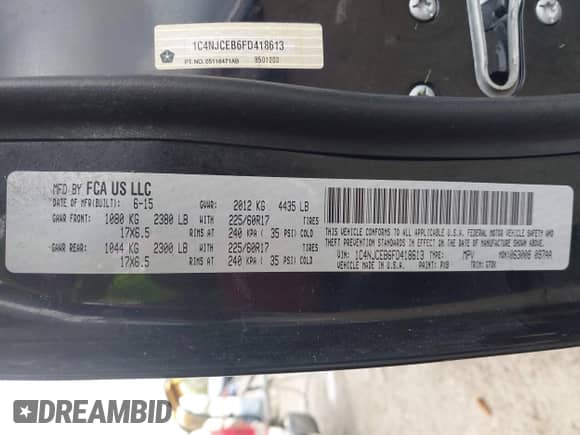 1C4NJCEB6FD418613
PT. NO. 05116471AB
MFD BY FCA US LLC
DATE OF MFR(BUILT): 6-15 GVWR: 2012 KG 4435 LB
GAWR FRONT: 1080 KG 2380 LB WITH 225/60R17 TIRES
17X6.5 RIMS AT 240 KPA ( 35 PSI) COLD
GAWR REAR: 1044 KG 2300 LB WITH 225/60R17 TIRES
17X6.5 RIMS AT 240 KPA ( 35 PSI) COLD
THIS VEHICLE CONFORMS TO ALL APPLICABLE U.S.A. FEDERAL MOTOR VEHICLE SAFETY AND
THEFT PREVENTION STANDARDS IN EFFECT ON THE DATE OF MANUFACTURE SHOWN ABOVE.
VIN: 1C4NJCEB6FD418613 TYPE: MPV
VEHICLE MADE IN U.S.A. PAINT: PXB TRIM:
DREAMBID